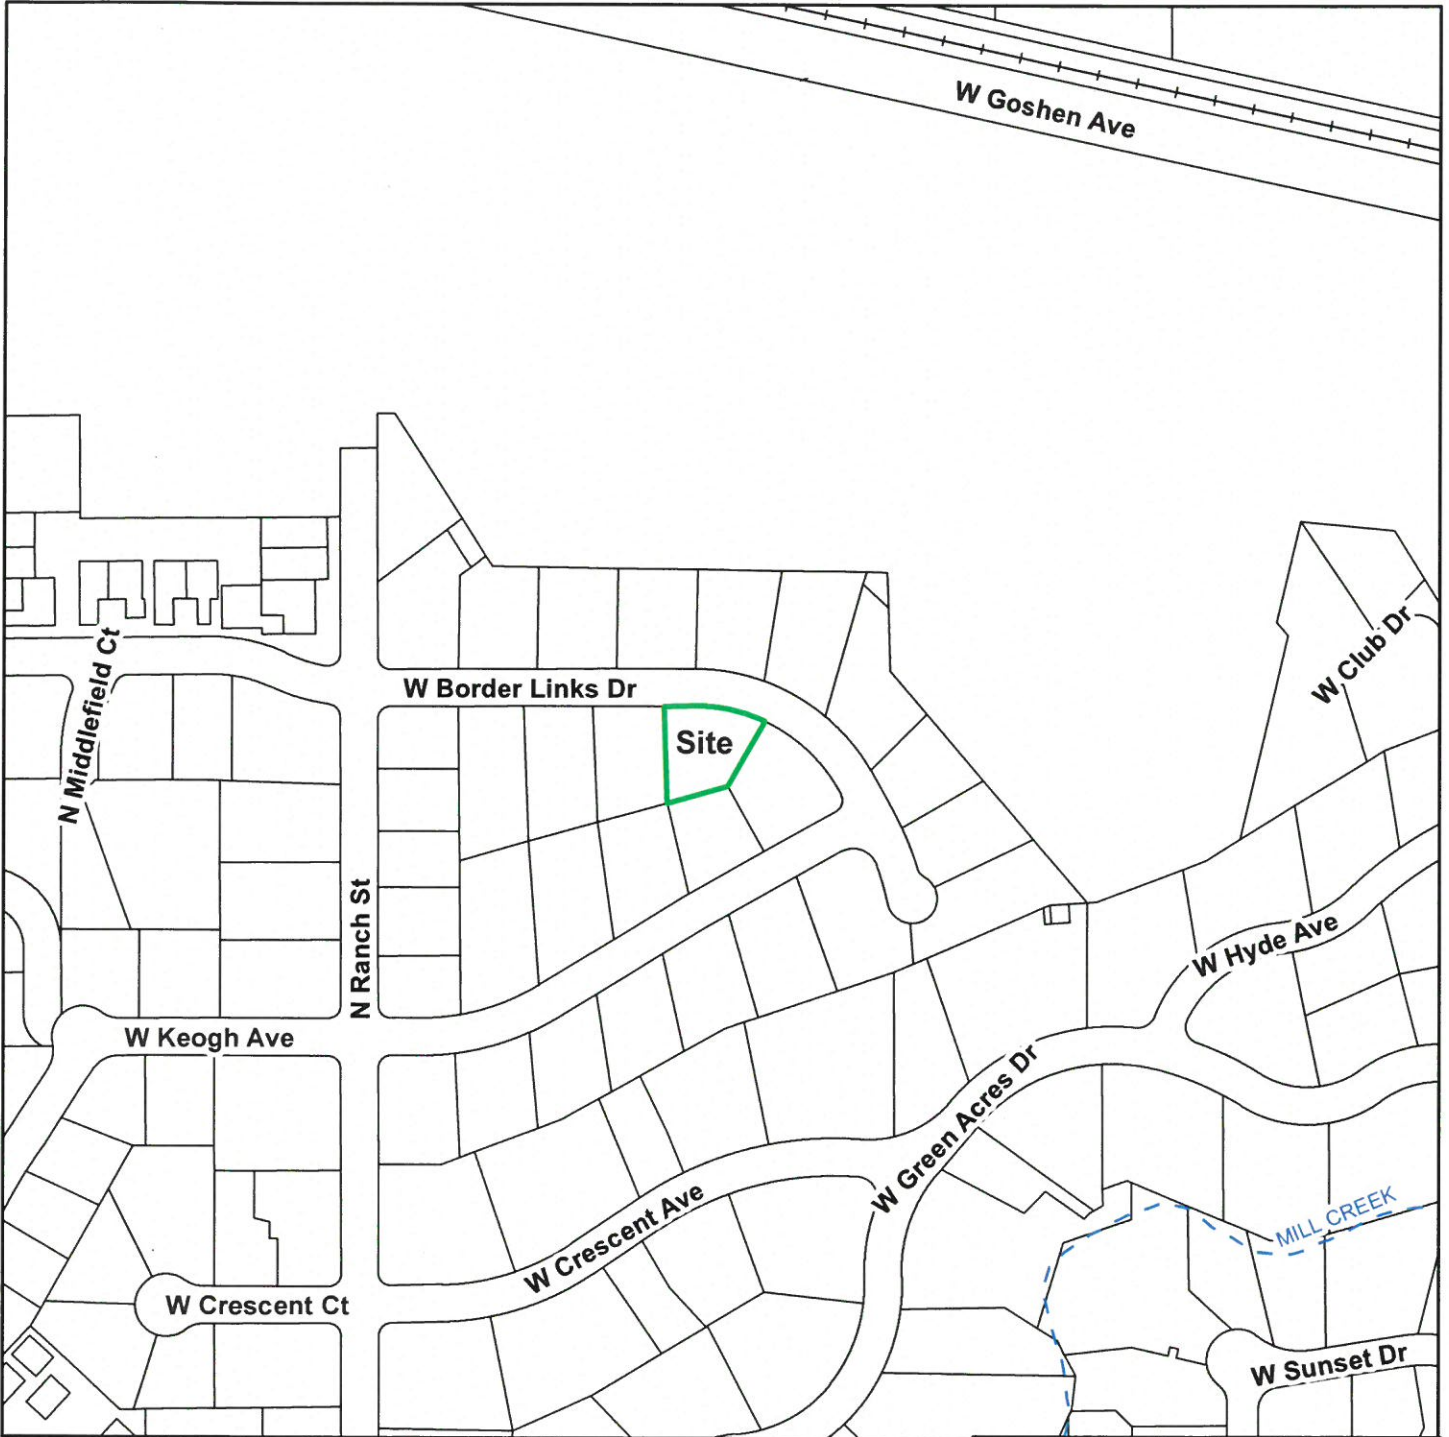 W Goshen Ave
W Club Dr
N Middlefield Ct
W Border Links Dr
Site
N Ranch St
W Hyde Ave
W Keogh Ave
W Green Acres Dr
W Crescent Ave
MILL CREEK
W Crescent Ct
W Sunset Dr